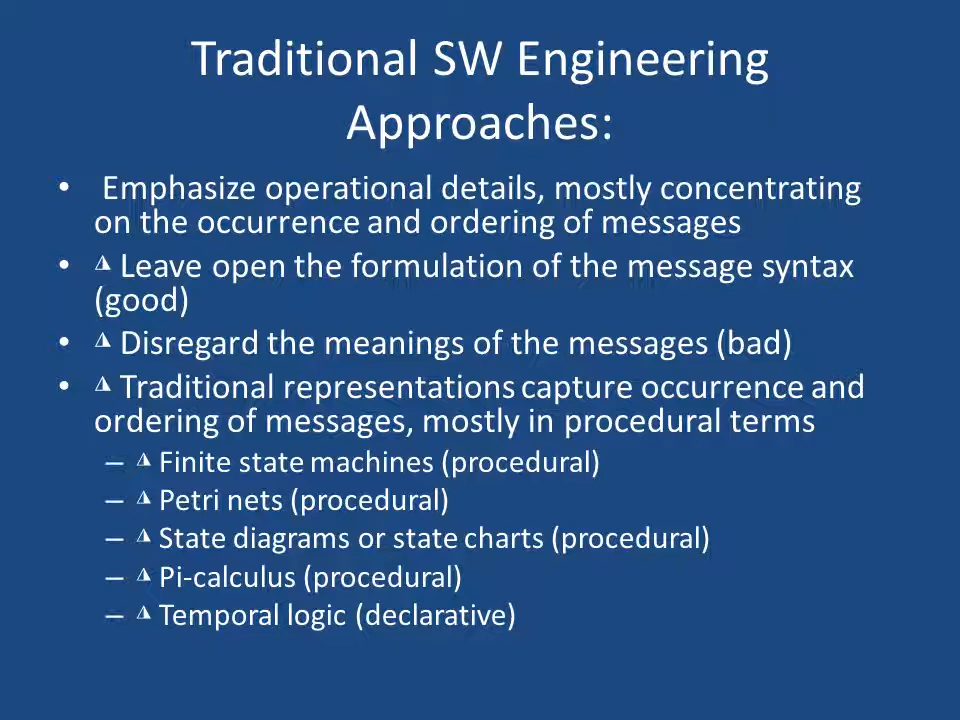 Traditional SW Engineering
Approaches:
• Emphasize operational details, mostly concentrating
on the occurrence and ordering of messages
• ◮ Leave open the formulation of the message syntax
(good)
• ◮ Disregard the meanings of the messages (bad)
• ◮ Traditional representations capture occurrence and
ordering of messages, mostly in procedural terms
– ◮ Finite state machines (procedural)
– ◮ Petri nets (procedural)
– ◮ State diagrams or state charts (procedural)
– ◮ Pi-calculus (procedural)
– ◮ Temporal logic (declarative)